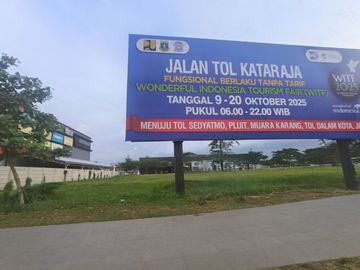 JALAN TOL KATARAJA
FUNGSIONAL BERLAKU TANPA TARIF
WONDERFUL INDONESIA TOURISM FAIR (WITF)
TANGGAL 9 - 20 OKTOBER 2025
PUKUL 06.00 - 22.00 WIB
MENUJU TOL SEDYATMO, PLUIT, MUARA KARANG, TOL DALAM KOTA,
WITF
2025